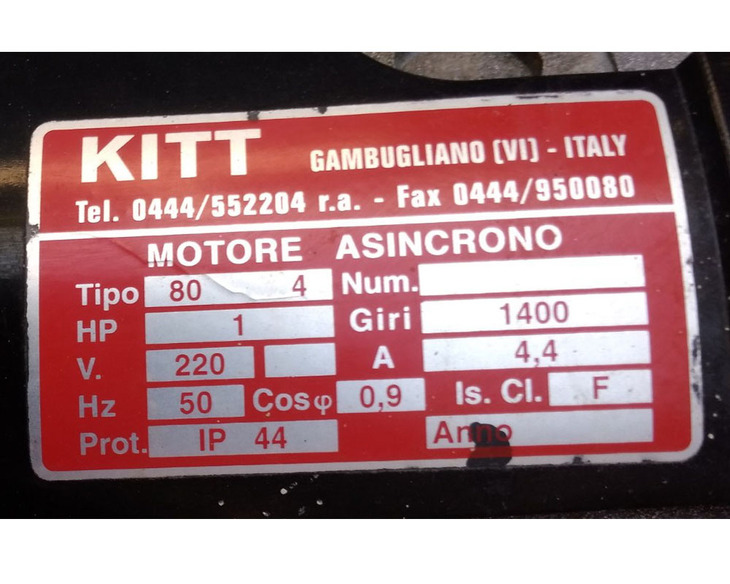 KITT GAMBUGLIANO (VI) - ITALY
Tel. 0444/552204 r.a. - Fax 0444/950080
MOTORE ASINCRONO
Tipo 80 4 Num.
HP 1 Giri 1400
V. 220 A 4,4
Hz 50 Cosφ 0,9 Is. Cl. F
Prot. IP 44 Anno